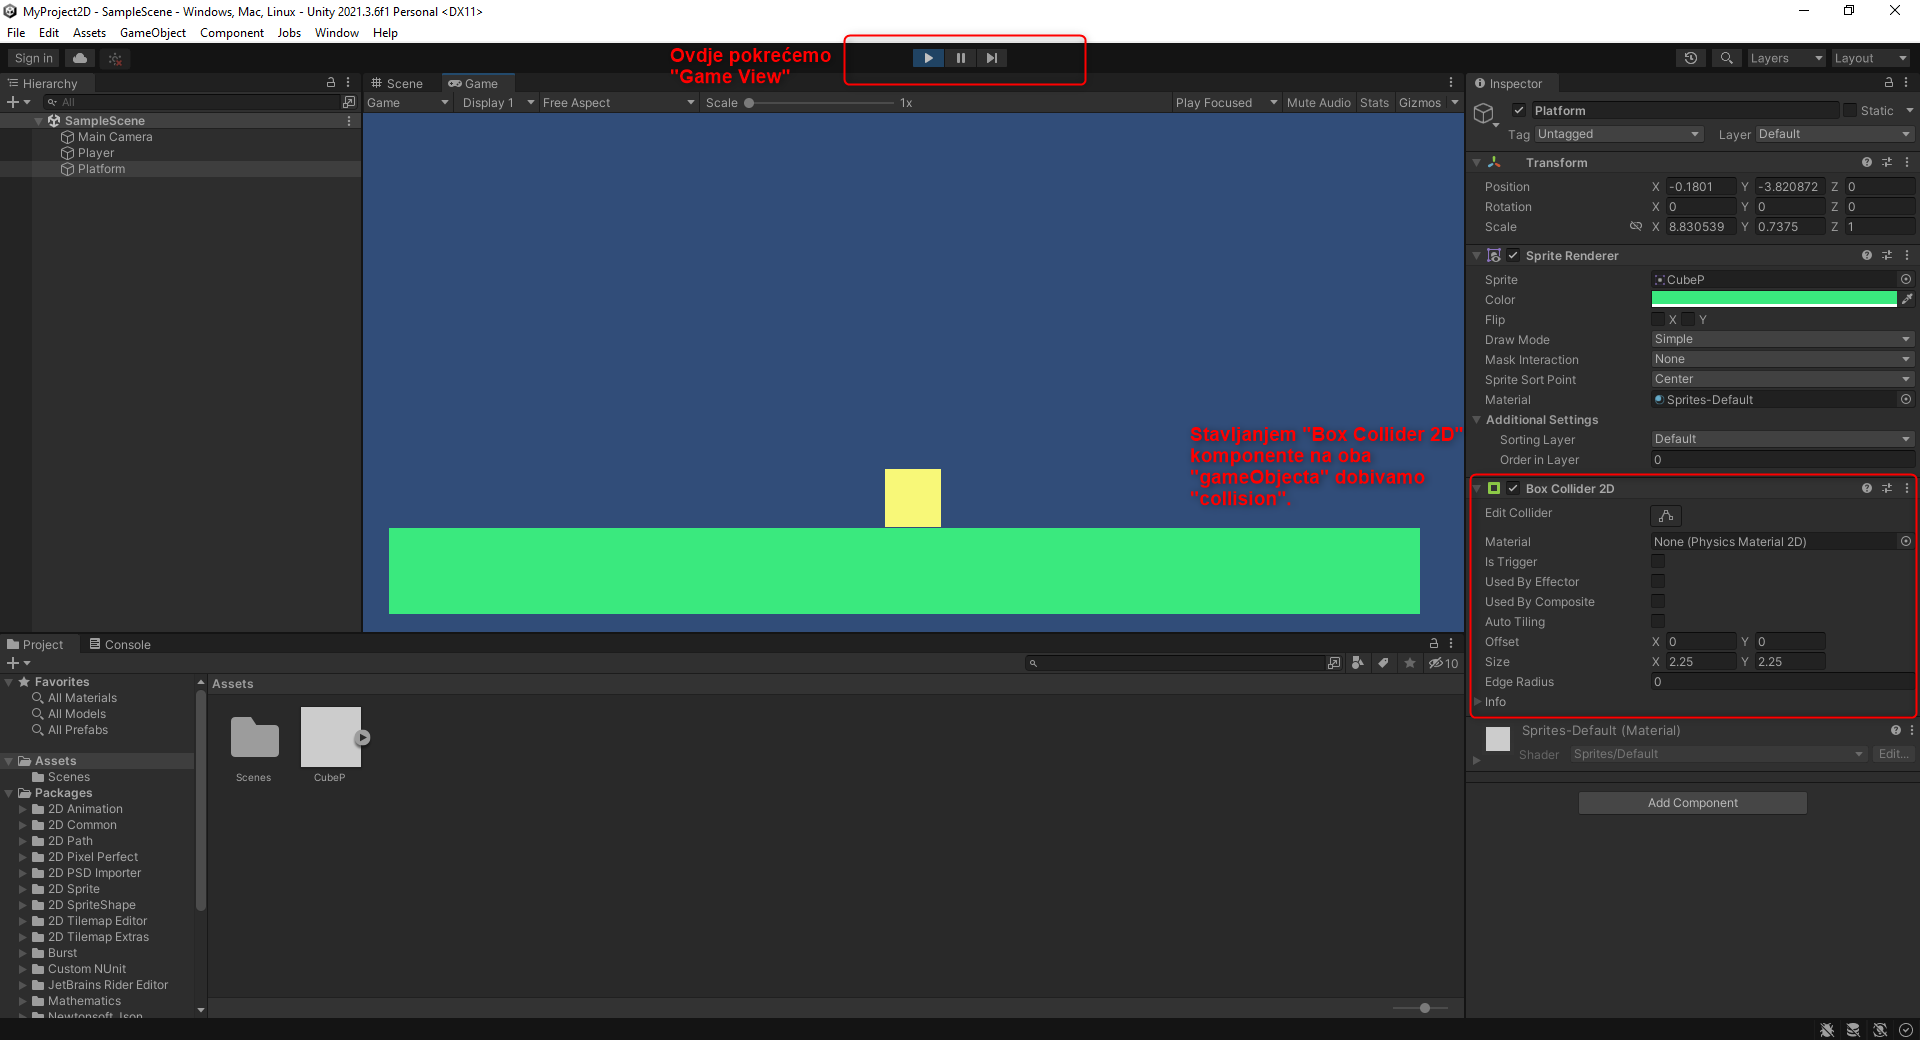 MyProject2D - SampleScene - Windows, Mac, Linux - Unity 2021.3.6f1 Personal <DX11>
File Edit Assets GameObject Component Jobs Window Help
Sign in
Ovdje pokrećemo
"Game View"
Layers
Layout
Hierarchy
All
SampleScene
Main Camera
Player
Platform
Scene
Game
Game
Display 1
Free Aspect
Scale
1x
Play Focused
Mute Audio
Stats
Gizmos
Stavljanjem "Box Collider 2D"
komponente na oba
"gameObjecta" dobivamo
"collision".
Inspector
Platform
Static
Tag Untagged
Layer Default
Transform
Position X -0.1801 Y -3.820872 Z 0
Rotation X 0 Y 0 Z 0
Scale X 8.830539 Y 0.7375 Z 1
Sprite Renderer
Sprite CubeP
Color
Flip X Y
Draw Mode Simple
Mask Interaction None
Sprite Sort Point Center
Material Sprites-Default
Additional Settings
Sorting Layer Default
Order in Layer 0
Box Collider 2D
Edit Collider
Material None (Physics Material 2D)
Is Trigger
Used By Effector
Used By Composite
Auto Tiling
Offset X 0 Y 0
Size X 2.25 Y 2.25
Edge Radius 0
Info
Sprites-Default (Material)
Shader Sprites/Default Edit...
Add Component
Project
Console
10
Favorites
All Materials
All Models
All Prefabs
Assets
Scenes
Packages
2D Animation
2D Common
2D Path
2D Pixel Perfect
2D PSD Importer
2D Sprite
2D SpriteShape
2D Tilemap Editor
2D Tilemap Extras
Burst
Custom NUnit
JetBrains Rider Editor
Mathematics
Newtonsoft Json
Assets
Scenes
CubeP